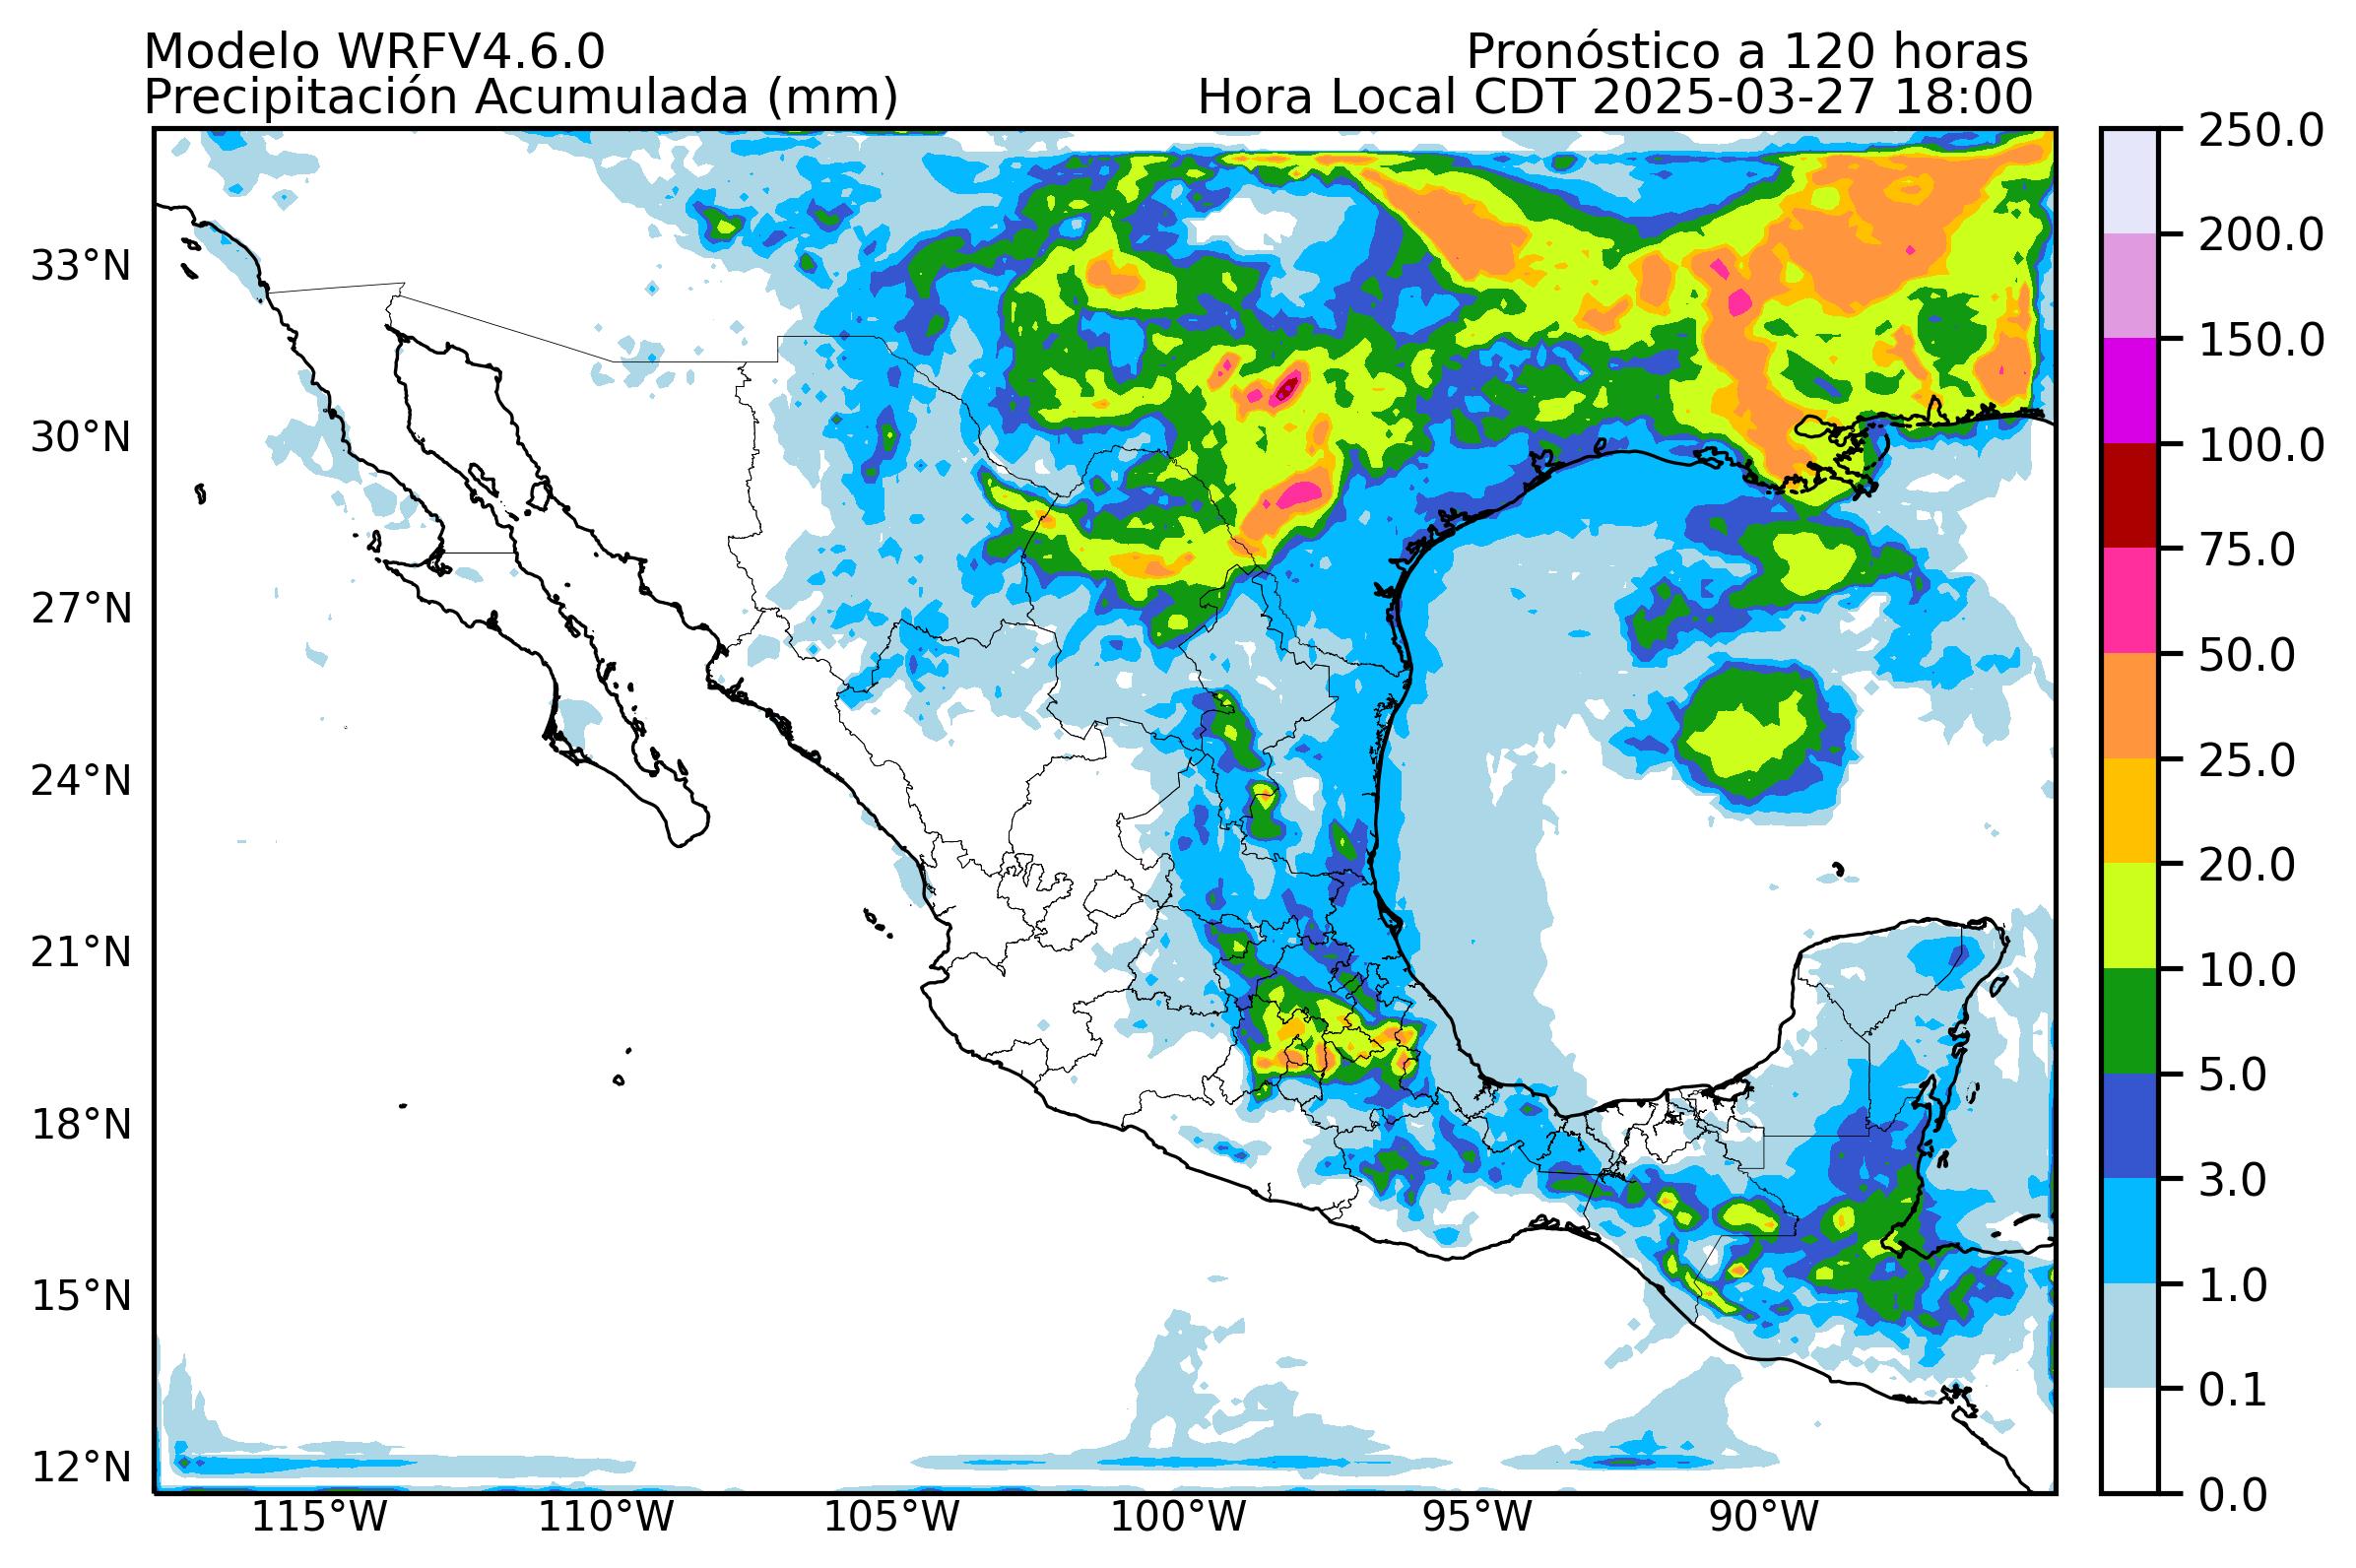 Modelo WRFV4.6.0
Pronóstico a 120 horas
Precipitación Acumulada (mm)
Hora Local CDT 2025-03-27 18:00
33°N
30°N
27°N
24°N
21°N
18°N
15°N
12°N
115°W
110°W
105°W
100°W
95°W
90°W
250.0
200.0
150.0
100.0
75.0
50.0
25.0
20.0
10.0
5.0
3.0
1.0
0.1
0.0